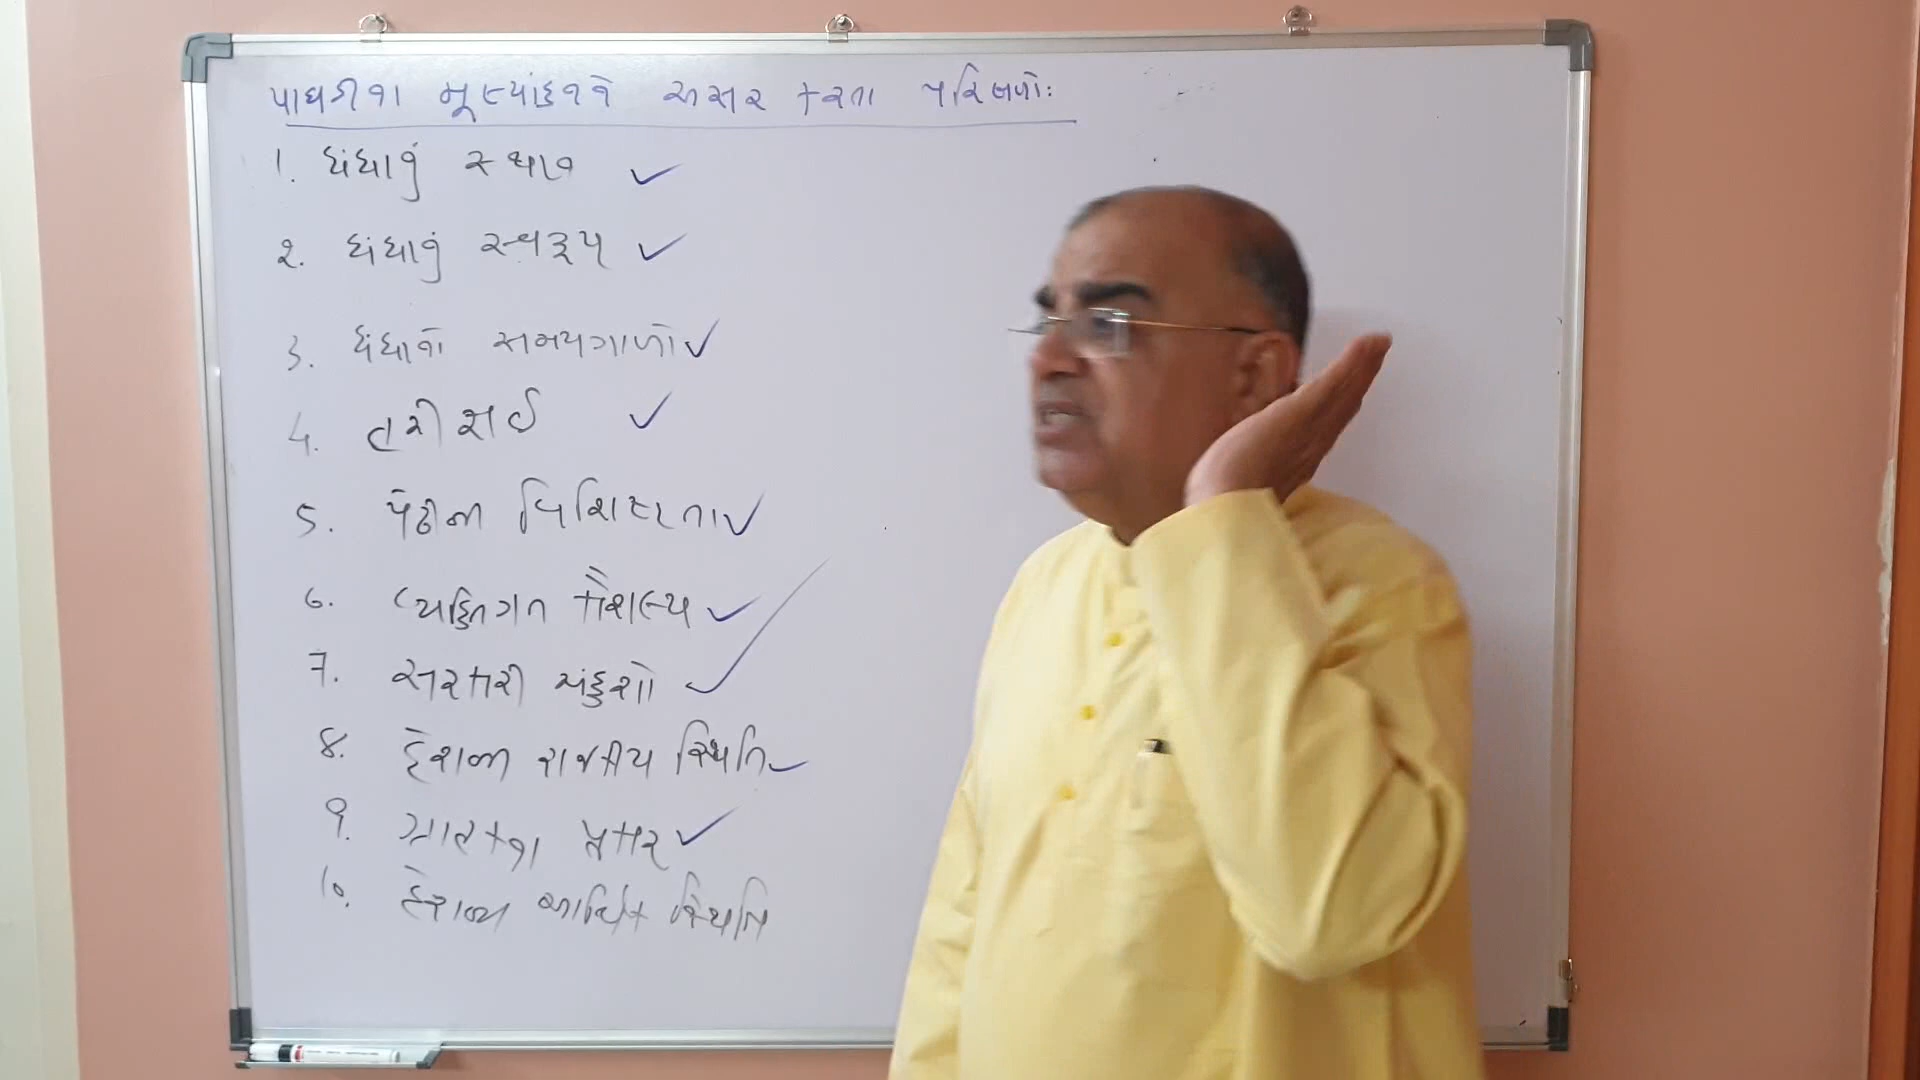 પાઘડીના મૂલ્યાંકનને અસર કરતા પરિબળો:
1. ધંધાનું સ્થાન
૨. ધંધાનું સ્વરૂપ
3. ધંધાનો સમયગાળો
4. હરીફાઈ
5. પેઢીની વિશિષ્ટતા
6. વ્યક્તિગત કૌશલ્ય
7. સરકારી અંકુશો
8. દેશની રાજકીય સ્થિતિ
9. ગ્રાહકના પ્રકાર
10. દેશની આર્થિક સ્થિતિ